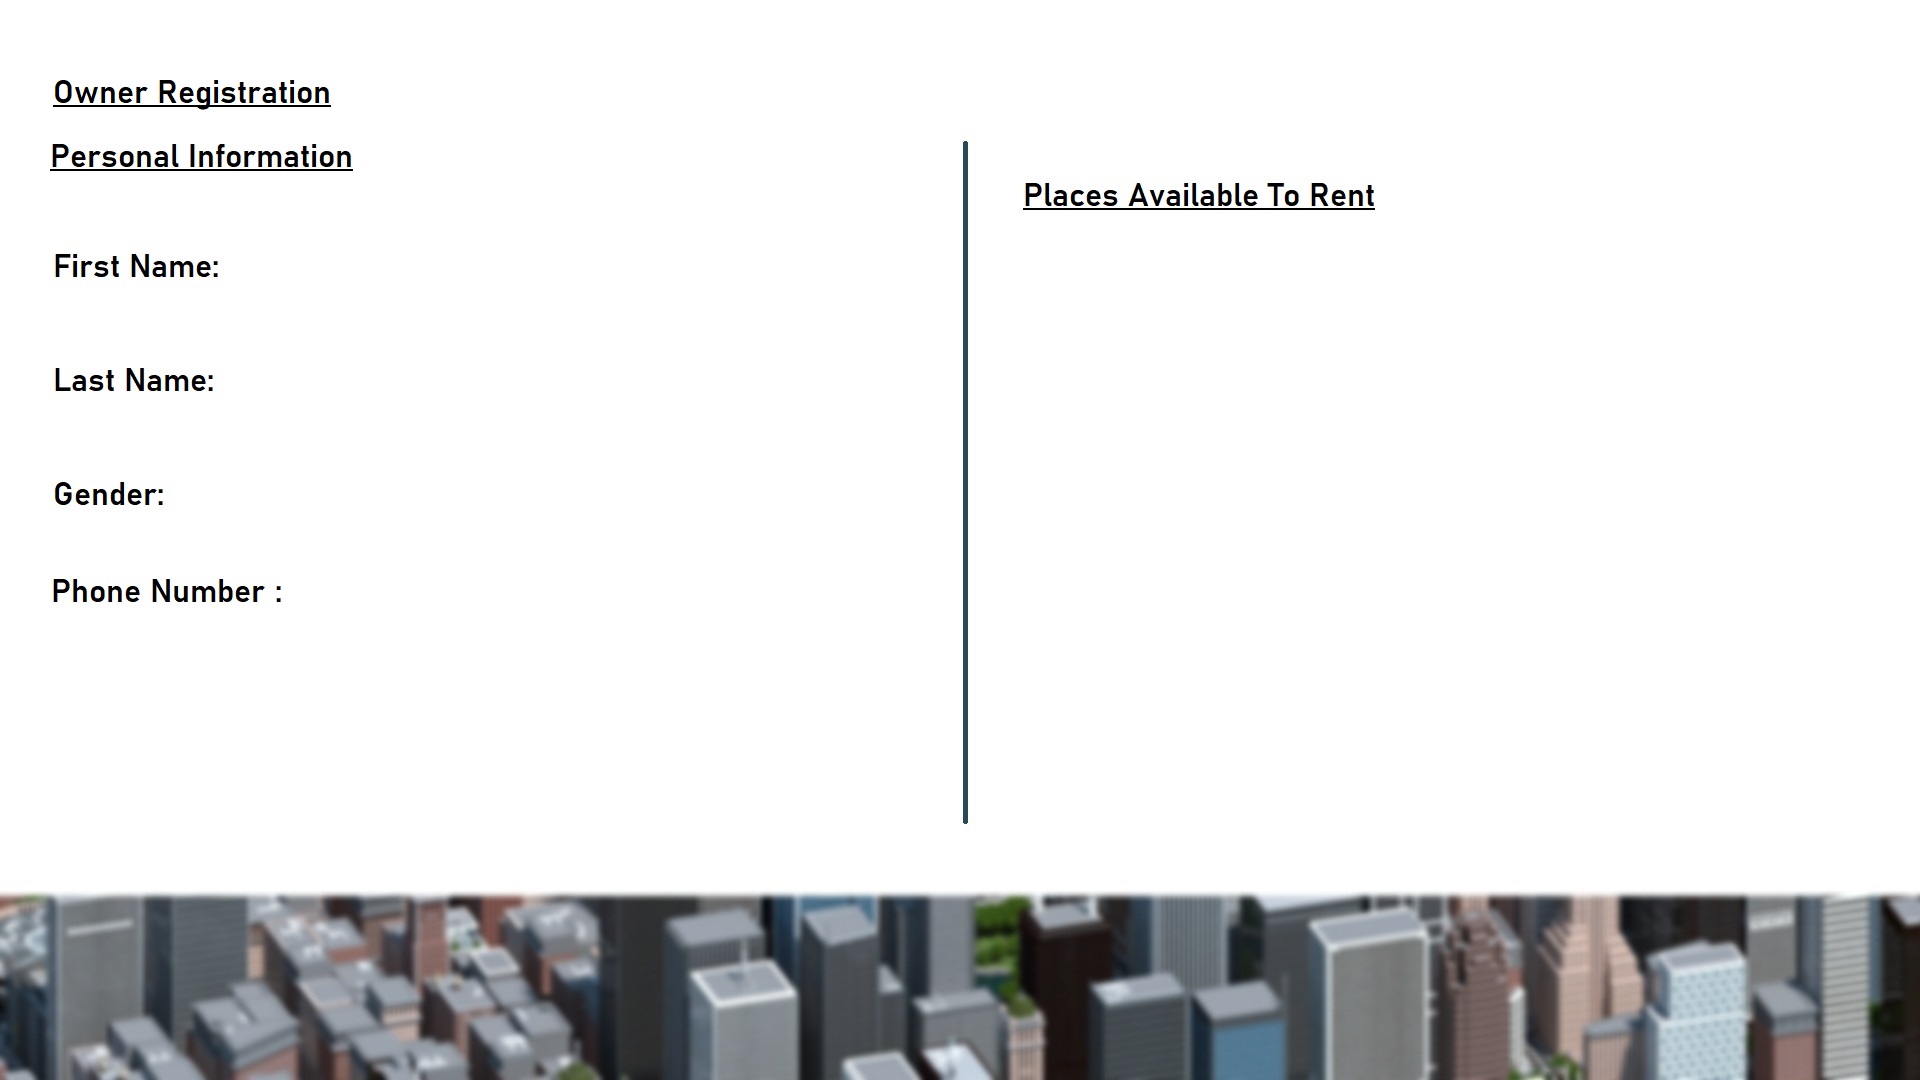 Owner Registration
Personal Information
First Name:
Last Name:
Gender:
Phone Number :
Places Available To Rent